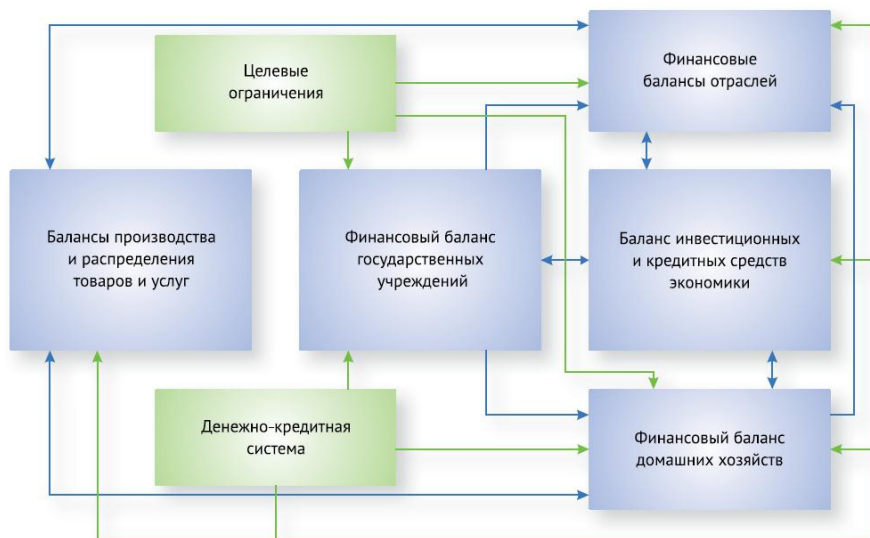 Целевые
ограничения
Финансовые
балансы отраслей
Балансы производства
и распределения
товаров и услуг
Финансовый баланс
государственных
учреждений
Баланс инвестиционных
и кредитных средств
экономики
Денежно-кредитная
система
Финансовый баланс
домашних хозяйств